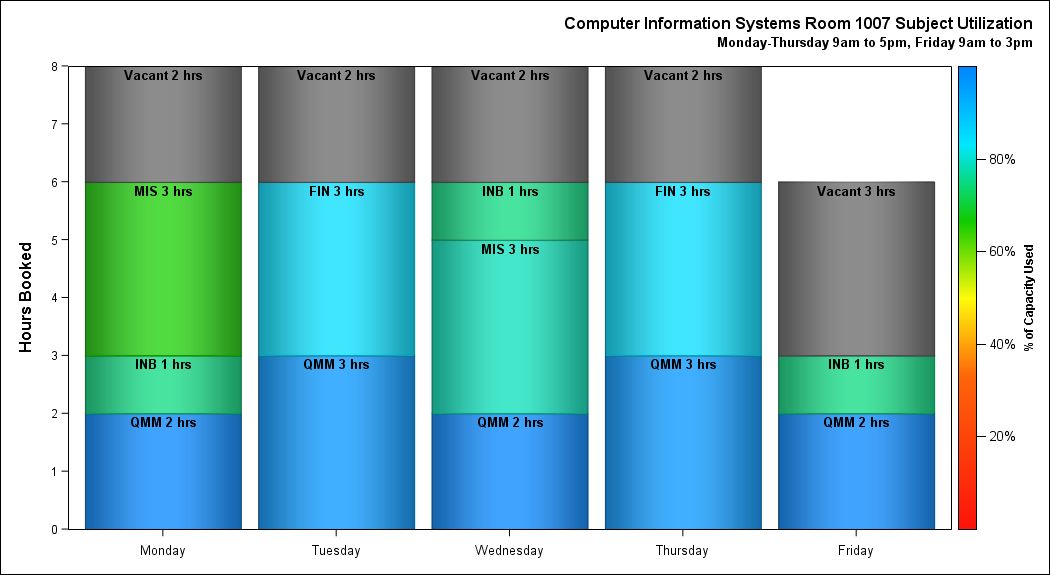 Computer Information Systems Room 1007 Subject Utilization
Monday-Thursday 9am to 5pm, Friday 9am to 3pm
8
7
6
5
4
3
2
1
0
Hours Booked
Vacant 2 hrs
MIS 3 hrs
INB 1 hrs
QMM 2 hrs
Monday
Vacant 2 hrs
FIN 3 hrs
QMM 3 hrs
Tuesday
Vacant 2 hrs
INB 1 hrs
MIS 3 hrs
QMM 2 hrs
Wednesday
Vacant 2 hrs
FIN 3 hrs
QMM 3 hrs
Thursday
Vacant 3 hrs
INB 1 hrs
QMM 2 hrs
Friday
80%
60%
40%
20%
% of Capacity Used